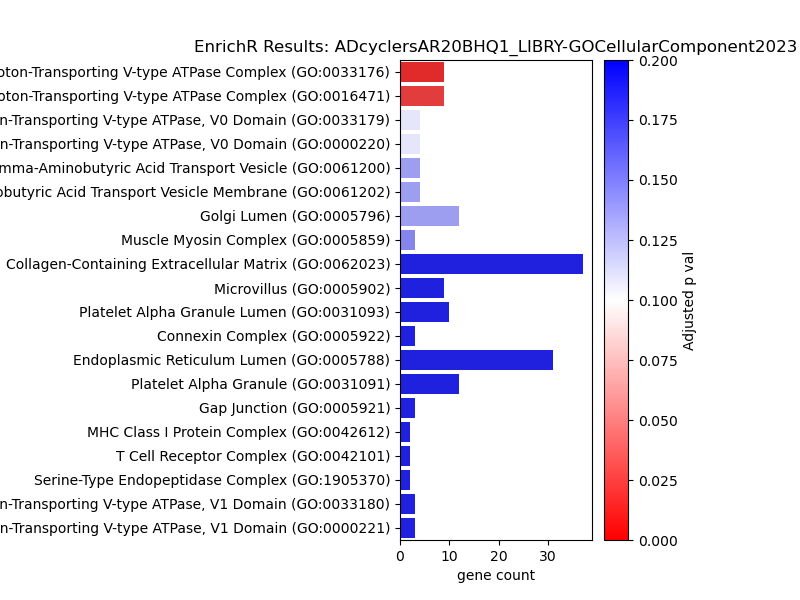 EnrichR Results: ADcyclersAR20BHQ1_LIBRY-GOCellularComponent2023
oton-Transporting V-type ATPase Complex (GO:0033176)
oton-Transporting V-type ATPase Complex (GO:0016471)
n-Transporting V-type ATPase, V0 Domain (GO:0033179)
n-Transporting V-type ATPase, V0 Domain (GO:0000220)
mma-Aminobutyric Acid Transport Vesicle (GO:0061200)
obutyric Acid Transport Vesicle Membrane (GO:0061202)
Golgi Lumen (GO:0005796)
Muscle Myosin Complex (GO:0005859)
Collagen-Containing Extracellular Matrix (GO:0062023)
Microvillus (GO:0005902)
Platelet Alpha Granule Lumen (GO:0031093)
Connexin Complex (GO:0005922)
Endoplasmic Reticulum Lumen (GO:0005788)
Platelet Alpha Granule (GO:0031091)
Gap Junction (GO:0005921)
MHC Class I Protein Complex (GO:0042612)
T Cell Receptor Complex (GO:0042101)
Serine-Type Endopeptidase Complex (GO:1905370)
n-Transporting V-type ATPase, V1 Domain (GO:0033180)
n-Transporting V-type ATPase, V1 Domain (GO:0000221)
0 10 20 30
gene count
0.200
0.175
0.150
0.125
0.100
0.075
0.050
0.025
0.000
Adjusted p val